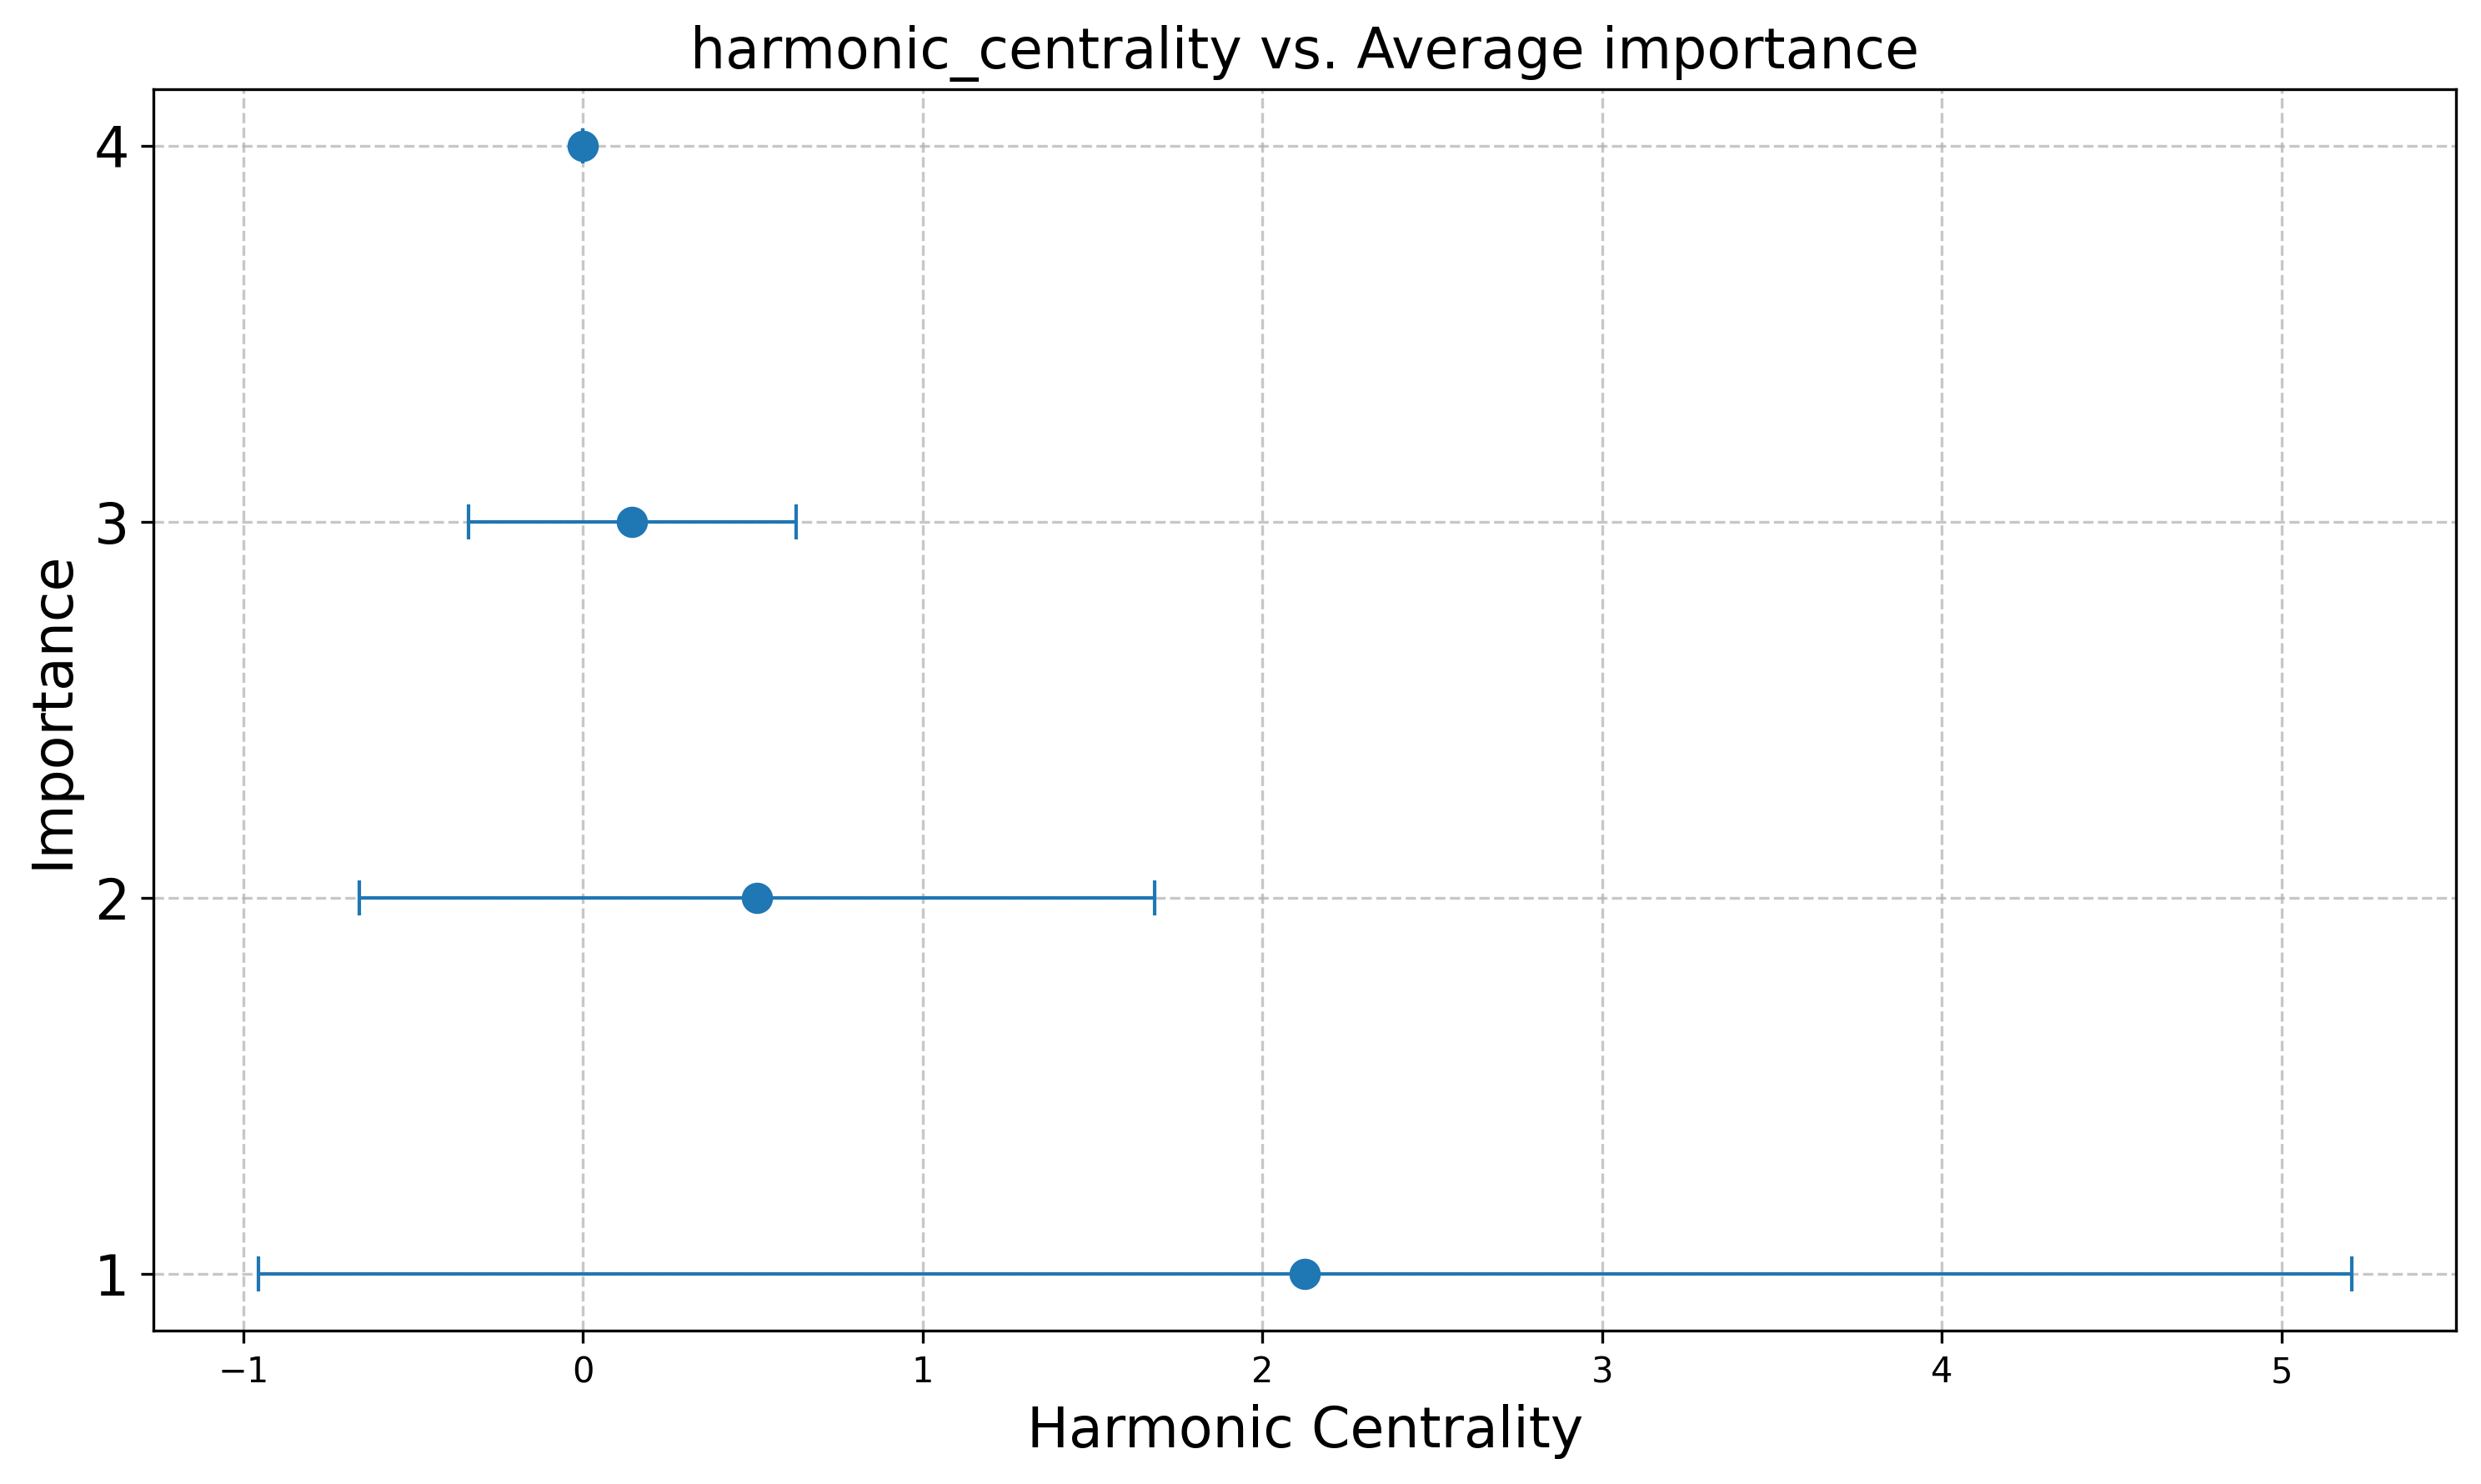 harmonic_centrality vs. Average importance
4
3
2
1
Importance
−1 0 1 2 3 4 5
Harmonic Centrality